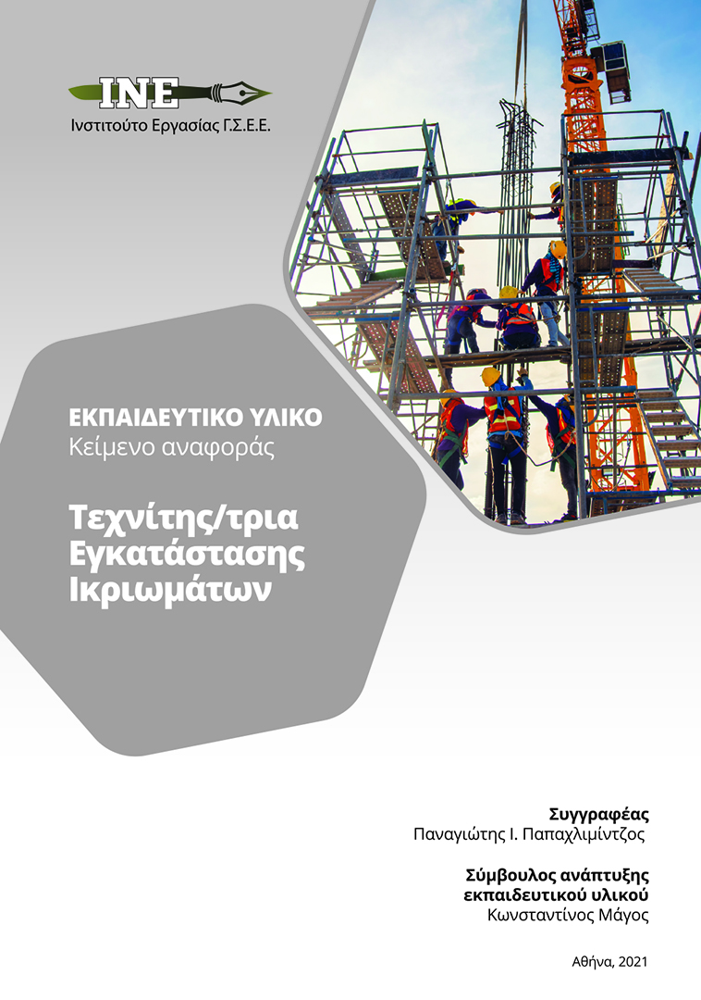 ΙΝΕ
Ινστιτούτο Εργασίας Γ.Σ.Ε.Ε.
ΕΚΠΑΙΔΕΥΤΙΚΟ ΥΛΙΚΟ
Κείμενο αναφοράς
Τεχνίτης/τρια
Εγκατάστασης
Ικριωμάτων
Συγγραφέας
Παναγιώτης Ι. Παπαχλιμίντζος
Σύμβουλος ανάπτυξης
εκπαιδευτικού υλικού
Κωνσταντίνος Μάγος
Αθήνα, 2021